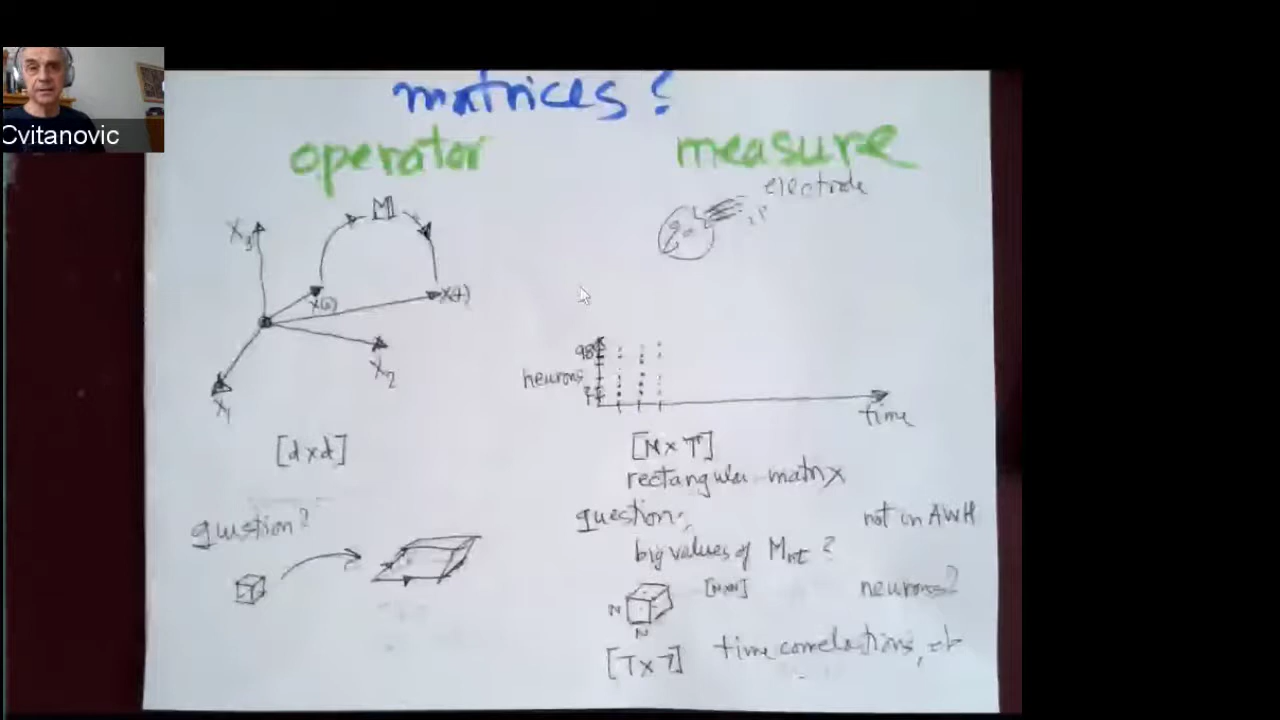 matrices?
Cvitanovic
operator
measure
electrode
M
X3
x(0)
x(t)
X2
X1
98
neurons
time
[d x d]
[N x T]
rectangular matrix
question?
question:
not in AWH
big values of Mnt ?
[N x N]
neurons?
N
N
[T x T]
time correlations,